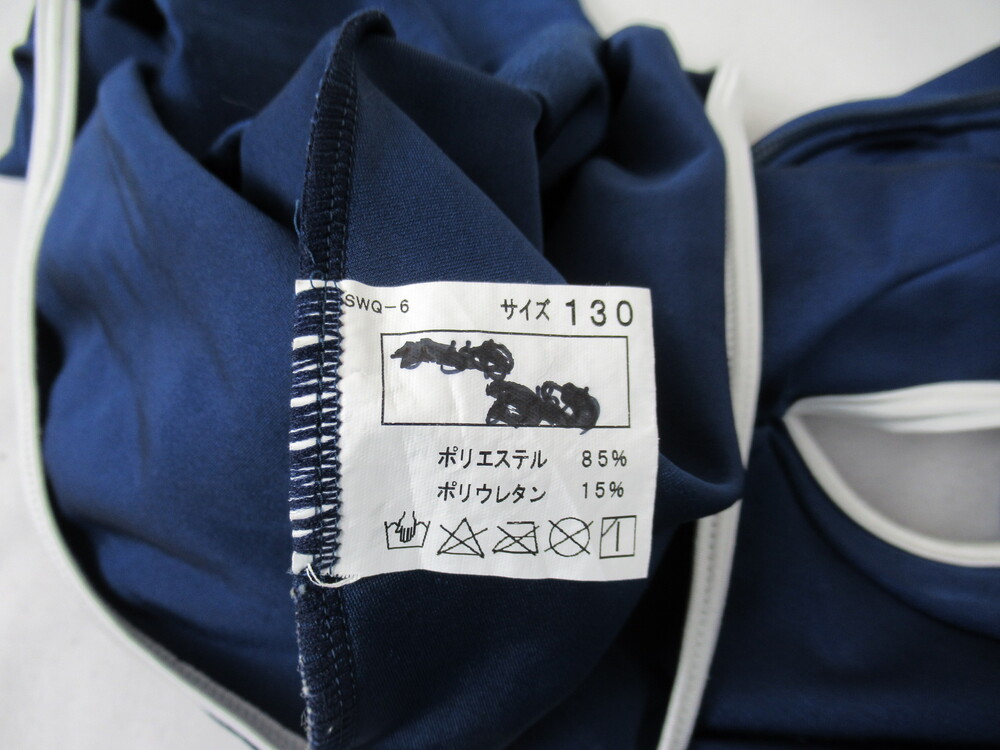 SWQ-6
サイズ 130
ポリエステル 85%
ポリウレタン 15%